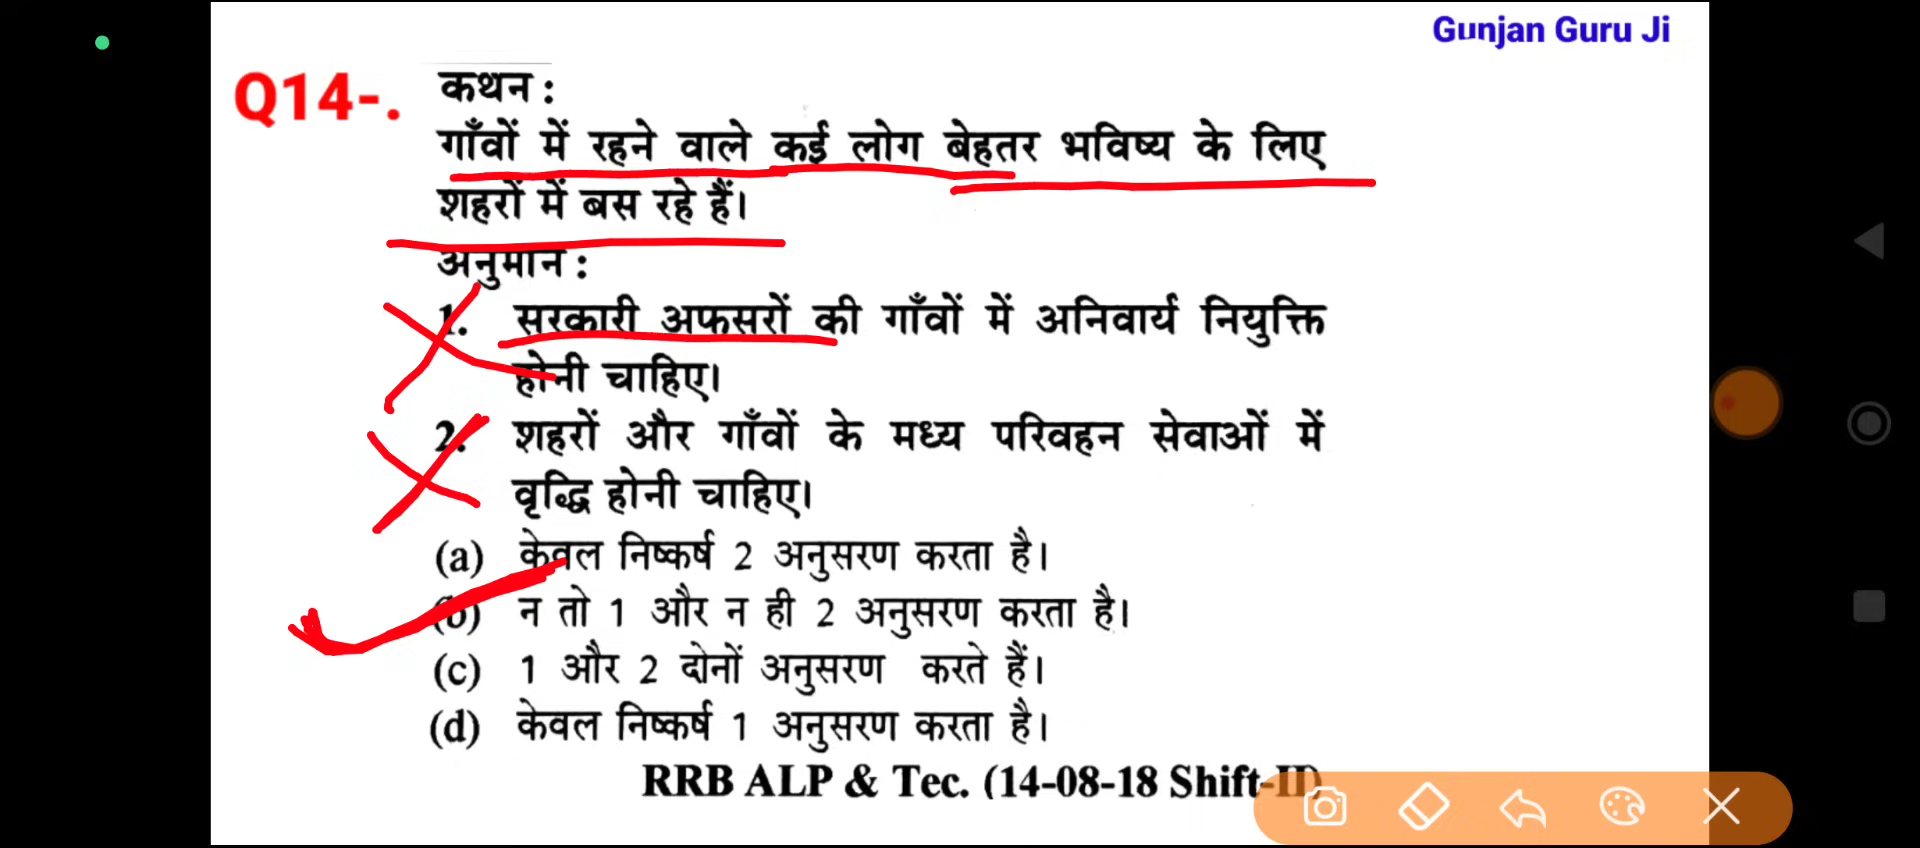 Gunjan Guru Ji
Q14-. कथन :
गाँवों में रहने वाले कई लोग बेहतर भविष्य के लिए
शहरों में बस रहे हैं।
अनुमान :
1. सरकारी अफसरों की गाँवों में अनिवार्य नियुक्ति
होनी चाहिए।
2. शहरों और गाँवों के मध्य परिवहन सेवाओं में
वृद्धि होनी चाहिए।
(a) केवल निष्कर्ष 2 अनुसरण करता है।
(b) न तो 1 और न ही 2 अनुसरण करता है।
(c) 1 और 2 दोनों अनुसरण करते हैं।
(d) केवल निष्कर्ष 1 अनुसरण करता है।
RRB ALP & Tec. (14-08-18 Shift-II)